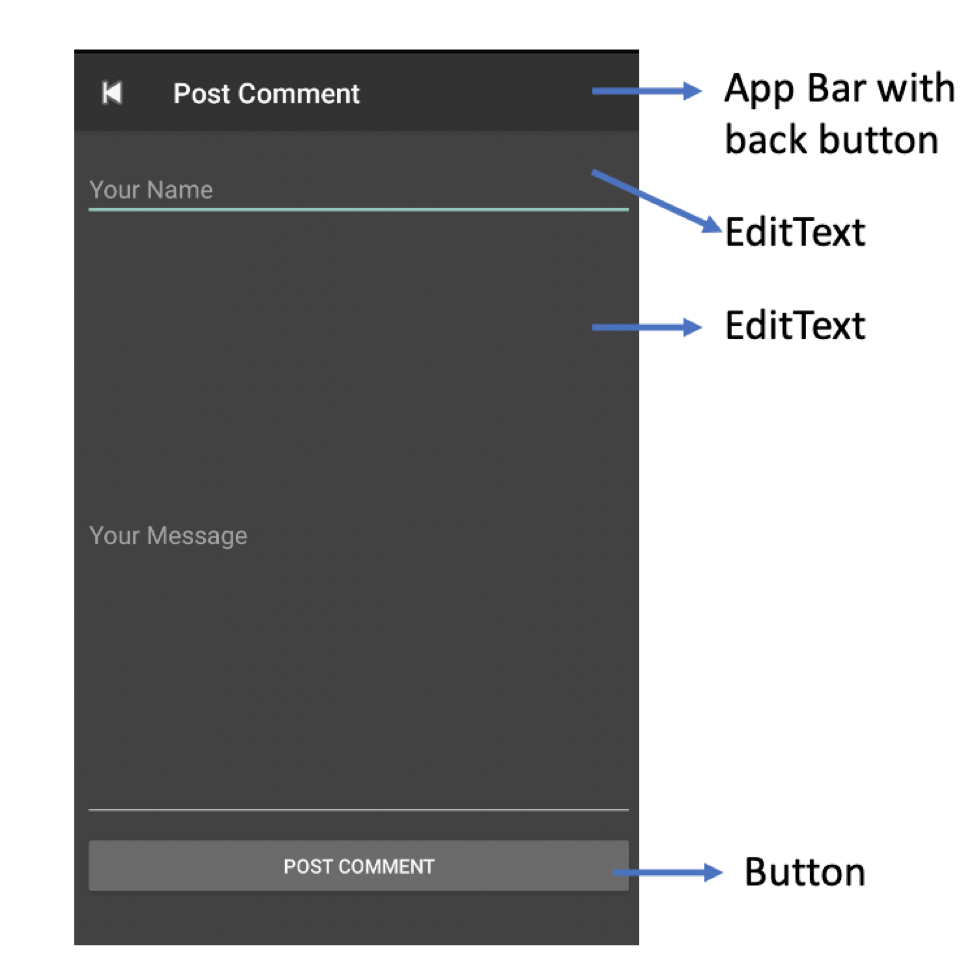 Post Comment
App Bar with
back button
Your Name
EditText
EditText
Your Message
POST COMMENT
Button